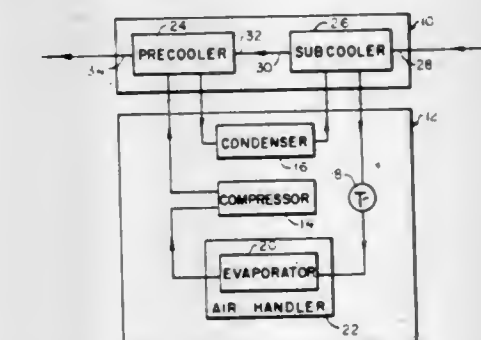 24
26
10
PRECOOLER
32
SUBCOOLER
34
30
28
12
CONDENSER
16
18
COMPRESSOR
T
14
20
EVAPORATOR
AIR HANDLER
22